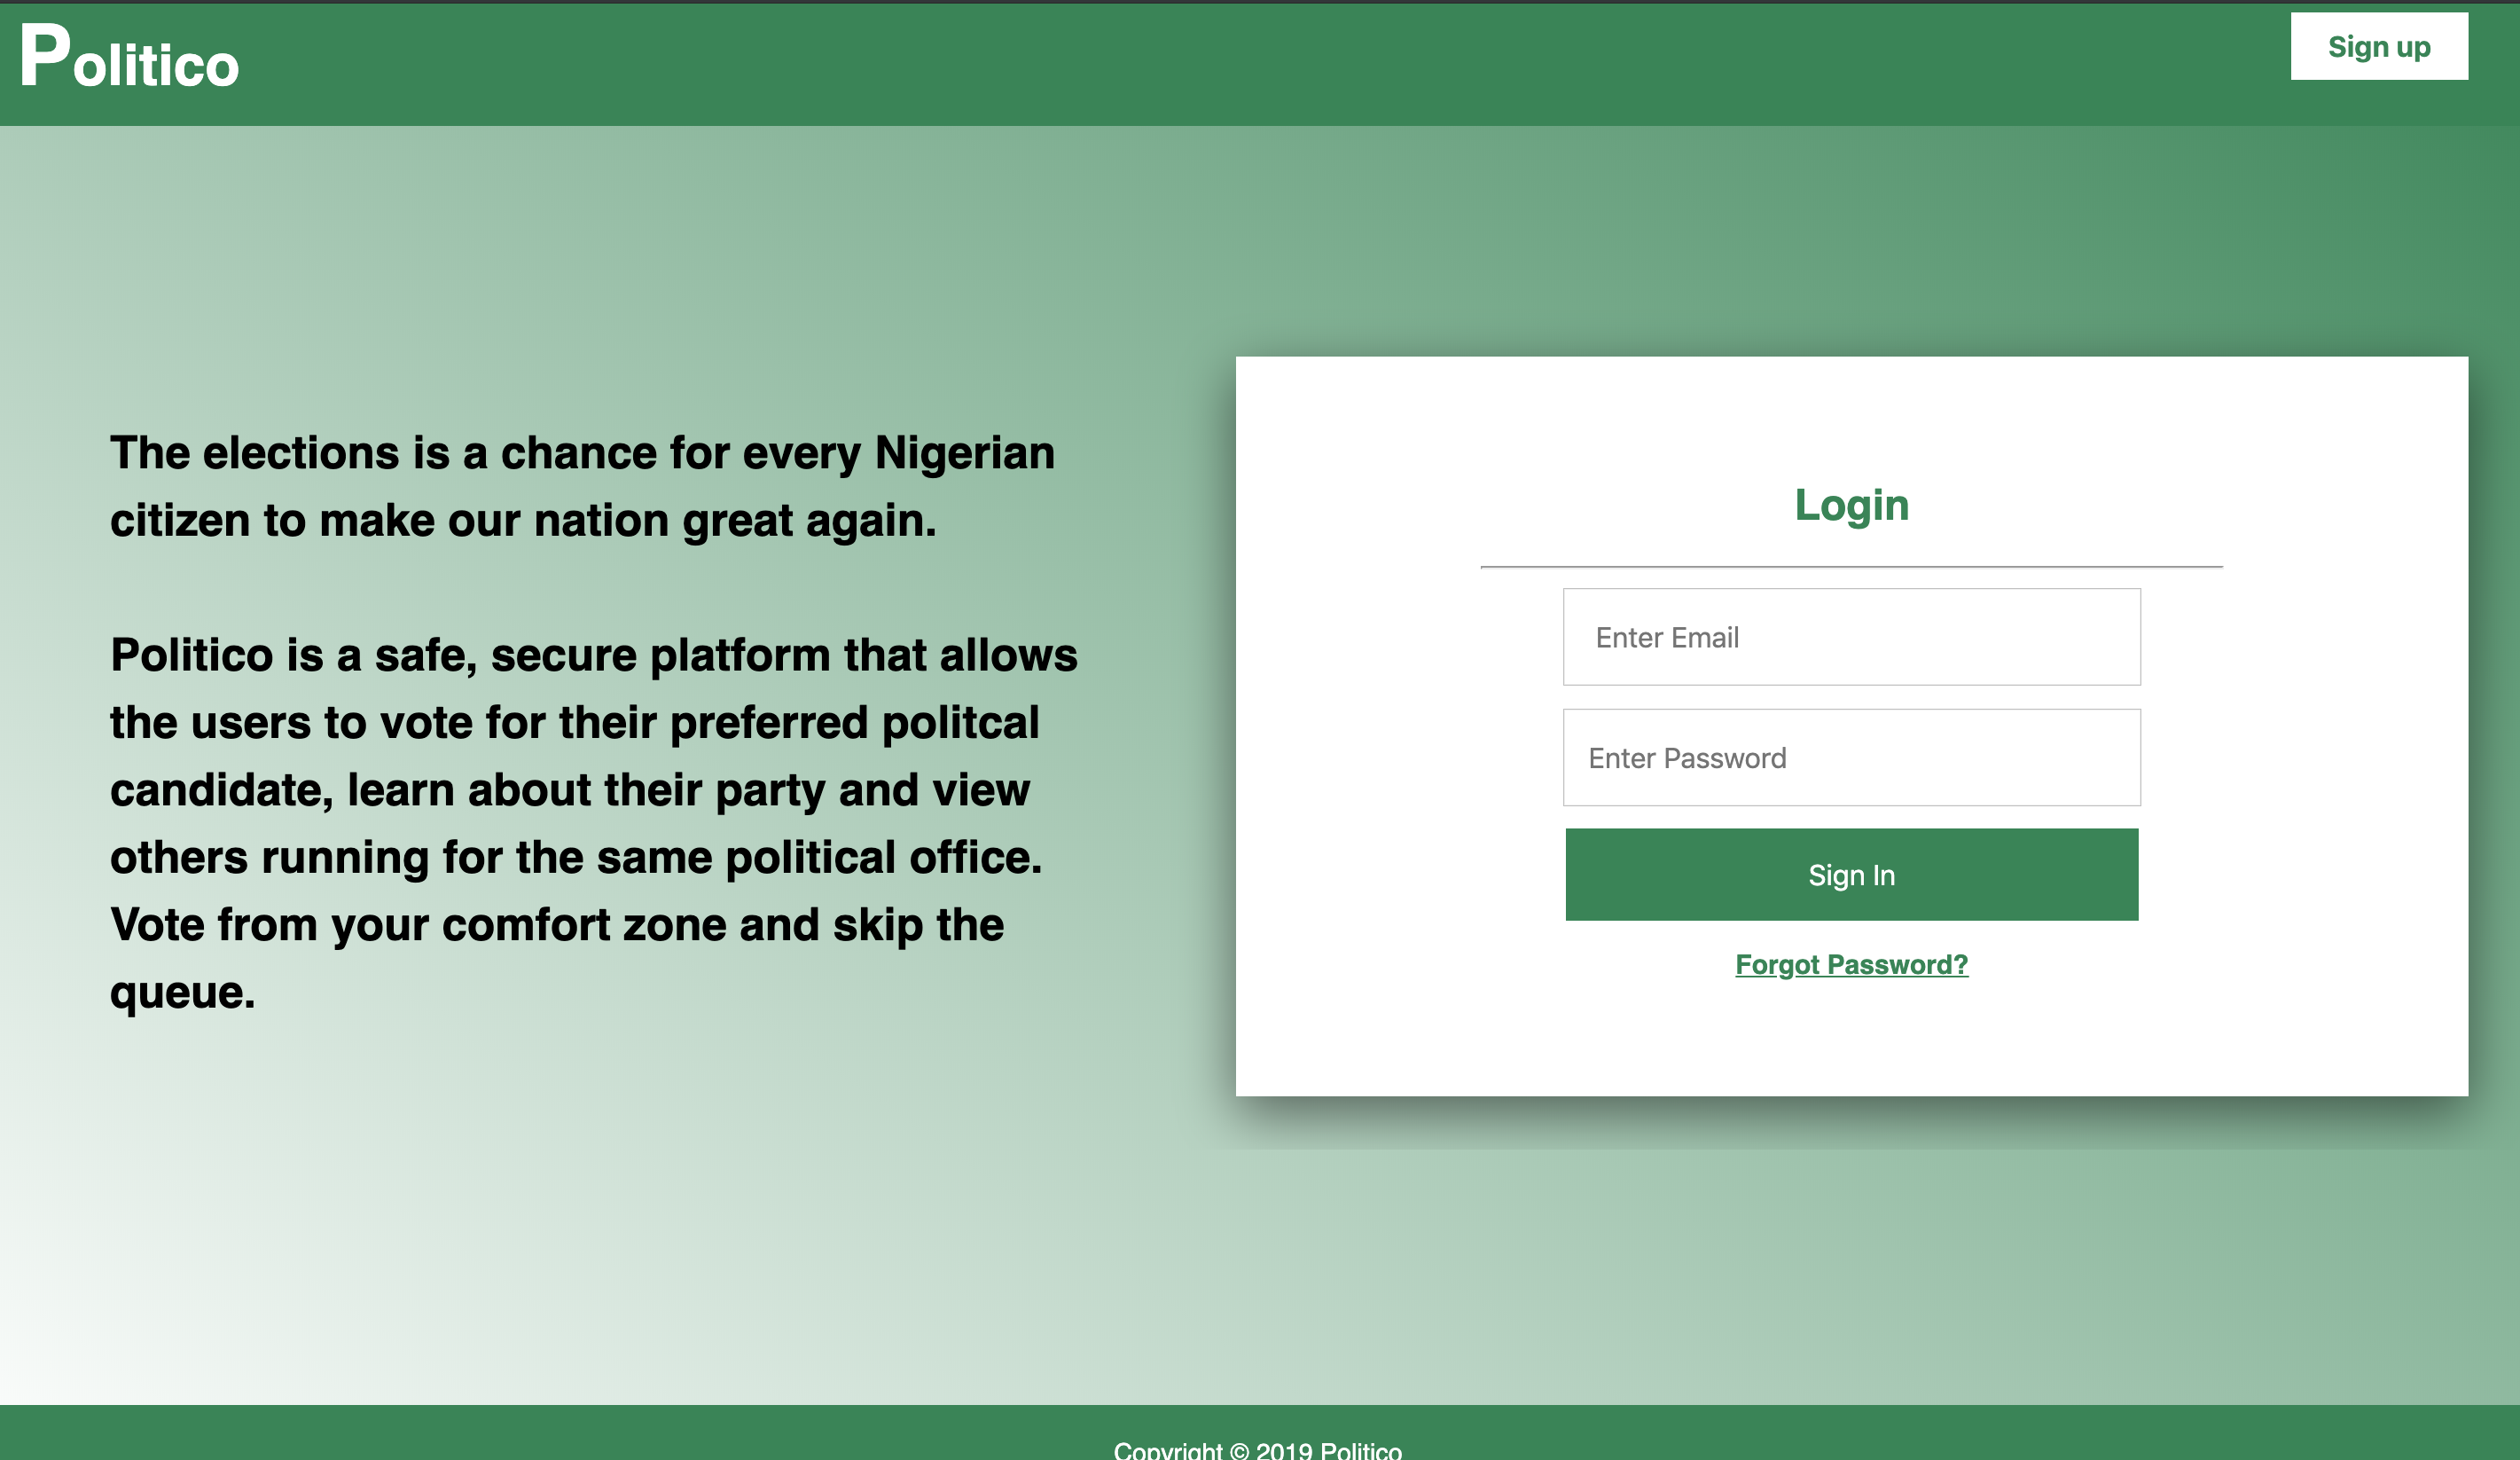 Politico
Sign up
The elections is a chance for every Nigerian
citizen to make our nation great again.
Politico is a safe, secure platform that allows
the users to vote for their preferred politcal
candidate, learn about their party and view
others running for the same political office.
Vote from your comfort zone and skip the
queue.
Login
Enter Email
Enter Password
Sign In
Forgot Password?
Copyright © 2019 Politico